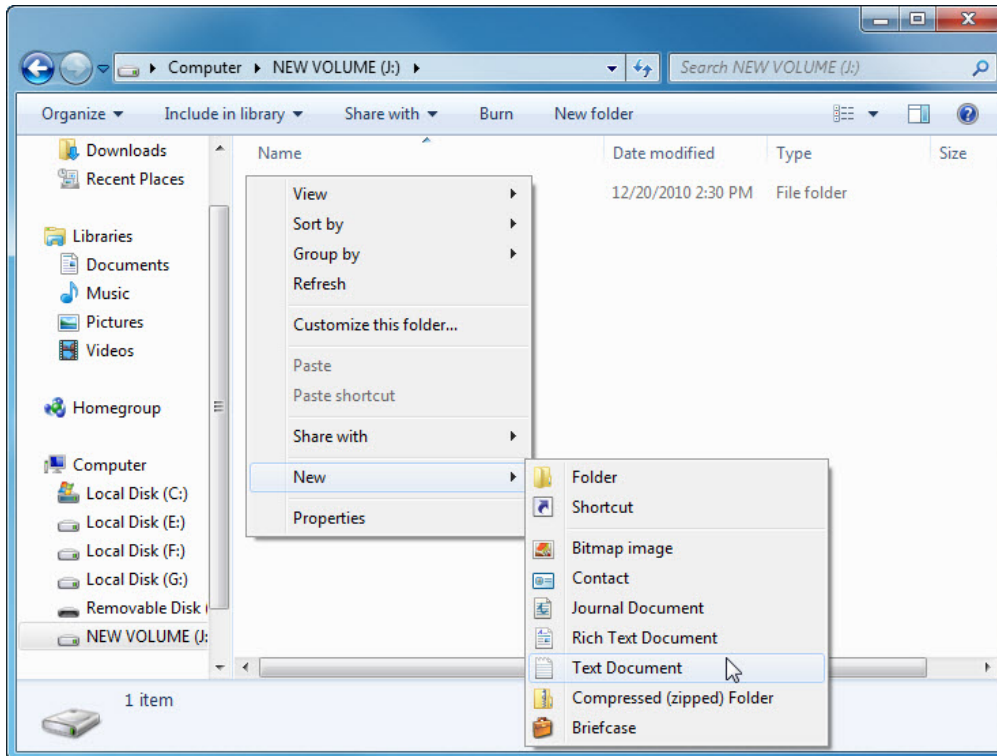 Computer NEW VOLUME (J:)
Search NEW VOLUME (J:)
Organize Include in library Share with Burn New folder
Downloads
Recent Places
Libraries
Documents
Music
Pictures
Videos
Homegroup
Computer
Local Disk (C:)
Local Disk (E:)
Local Disk (F:)
Local Disk (G:)
Removable Disk (
NEW VOLUME (J:
Name Date modified Type Size
12/20/2010 2:30 PM File folder
View
Sort by
Group by
Refresh
Customize this folder...
Paste
Paste shortcut
Share with
New
Properties
Folder
Shortcut
Bitmap image
Contact
Journal Document
Rich Text Document
Text Document
Compressed (zipped) Folder
Briefcase
1 item